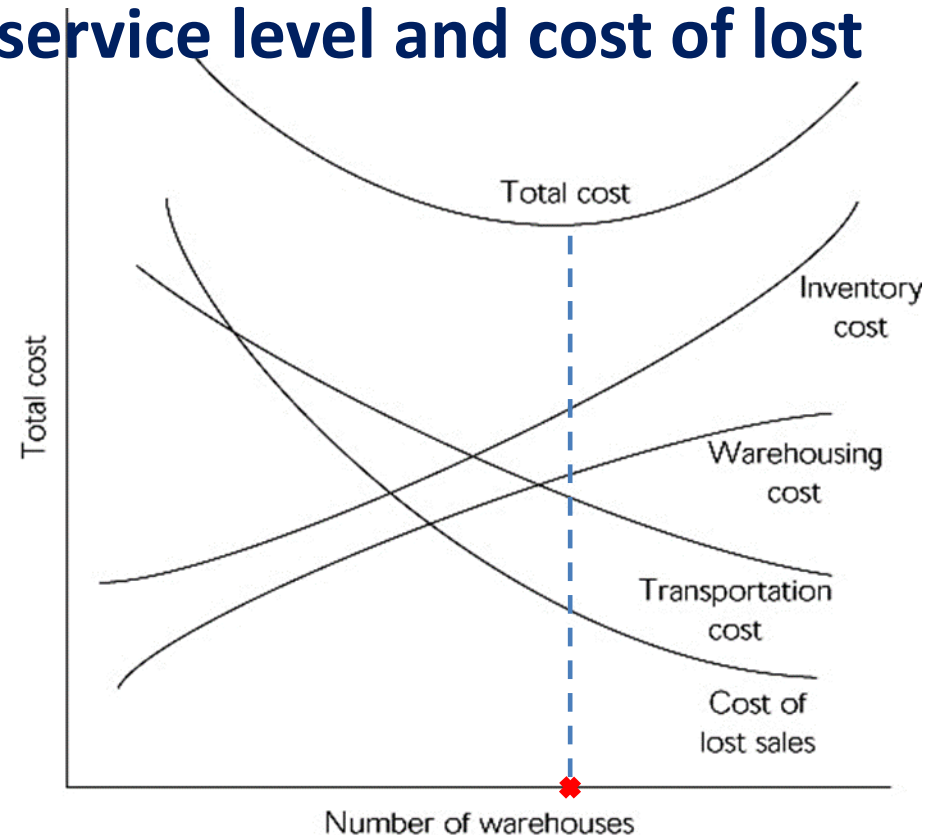 service level and cost of lost
Total cost
Inventory
cost
Total cost
Warehousing
cost
Transportation
cost
Cost of
lost sales
Number of warehouses